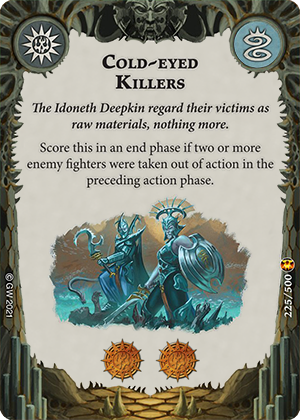 Cold-eyed
Killers
The Idoneth Deepkin regard their victims as
raw materials, nothing more.
Score this in an end phase if two or more
enemy fighters were taken out of action in the
preceding action phase.
© GW 2021
225/500